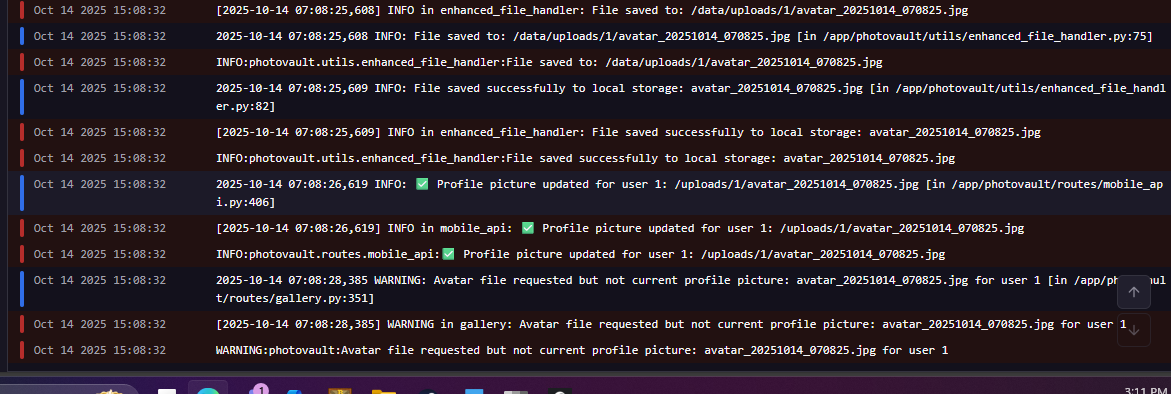 Oct 14 2025 15:08:32 [2025-10-14 07:08:25,608] INFO in enhanced_file_handler: File saved to: /data/uploads/1/avatar_20251014_070825.jpg
Oct 14 2025 15:08:32 2025-10-14 07:08:25,608 INFO: File saved to: /data/uploads/1/avatar_20251014_070825.jpg [in /app/photovault/utils/enhanced_file_handler.py:75]
Oct 14 2025 15:08:32 INFO:photovault.utils.enhanced_file_handler:File saved to: /data/uploads/1/avatar_20251014_070825.jpg
Oct 14 2025 15:08:32 2025-10-14 07:08:25,609 INFO: File saved successfully to local storage: avatar_20251014_070825.jpg [in /app/photovault/utils/enhanced_file_handl
er.py:82]
Oct 14 2025 15:08:32 [2025-10-14 07:08:25,609] INFO in enhanced_file_handler: File saved successfully to local storage: avatar_20251014_070825.jpg
Oct 14 2025 15:08:32 INFO:photovault.utils.enhanced_file_handler:File saved successfully to local storage: avatar_20251014_070825.jpg
Oct 14 2025 15:08:32 2025-10-14 07:08:26,619 INFO: ✅ Profile picture updated for user 1: /uploads/1/avatar_20251014_070825.jpg [in /app/photovault/routes/mobile_ap
i.py:406]
Oct 14 2025 15:08:32 [2025-10-14 07:08:26,619] INFO in mobile_api: ✅ Profile picture updated for user 1: /uploads/1/avatar_20251014_070825.jpg
Oct 14 2025 15:08:32 INFO:photovault.routes.mobile_api:✅ Profile picture updated for user 1: /uploads/1/avatar_20251014_070825.jpg
Oct 14 2025 15:08:32 2025-10-14 07:08:28,385 WARNING: Avatar file requested but not current profile picture: avatar_20251014_070825.jpg for user 1 [in /app/photovaul
t/routes/gallery.py:351]
Oct 14 2025 15:08:32 [2025-10-14 07:08:28,385] WARNING in gallery: Avatar file requested but not current profile picture: avatar_20251014_070825.jpg for user 1
Oct 14 2025 15:08:32 WARNING:photovault:Avatar file requested but not current profile picture: avatar_20251014_070825.jpg for user 1
1
3:11 PM